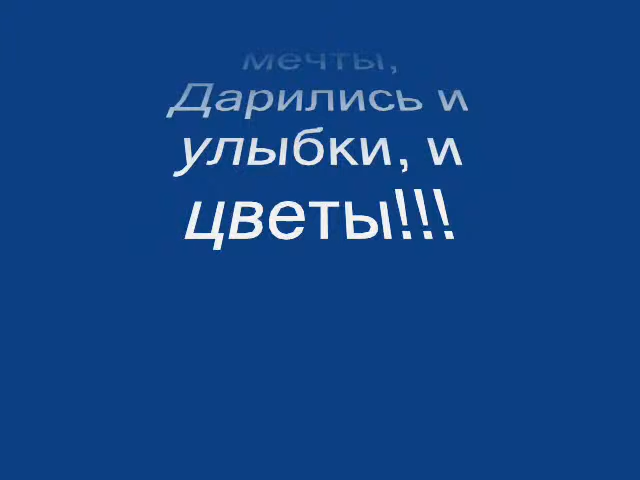 мечты,
Дарились и
улыбки, и
цветы!!!